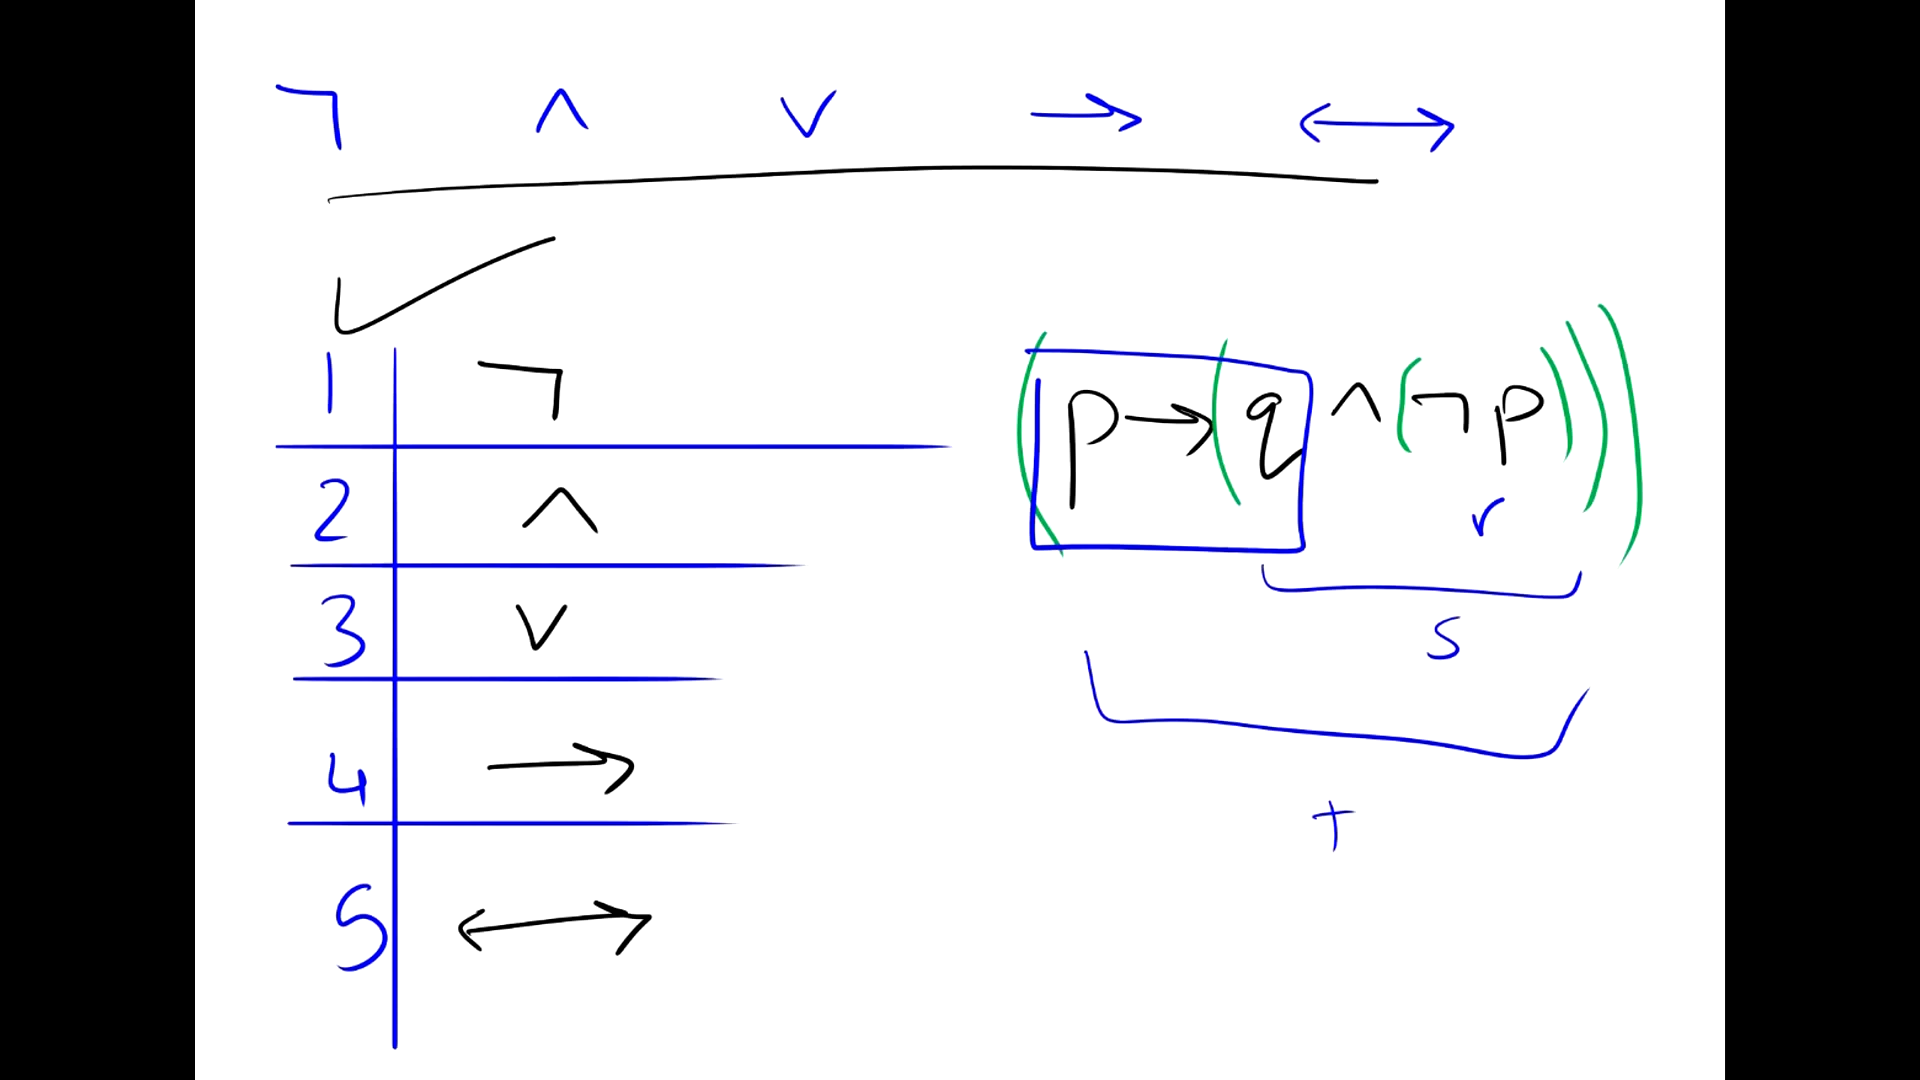 ¬ ∧ ∨ → ↔
1 ¬
2 ∧
3 ∨
4 →
5 ↔
(p→(q∧(¬p)))
r
s
t